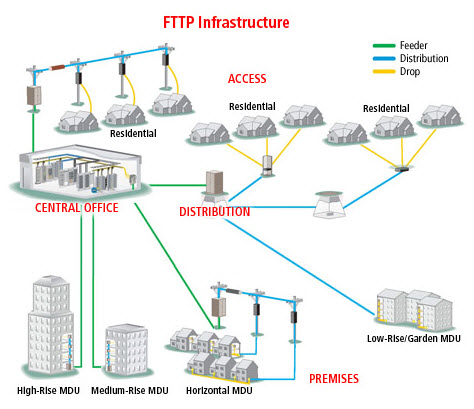 FTTP Infrastructure
Feeder
Distribution
Drop
ACCESS
Residential
Residential
Residential
CENTRAL OFFICE
DISTRIBUTION
Low-Rise/Garden MDU
PREMISES
High-Rise MDU
Medium-Rise MDU
Horizontal MDU